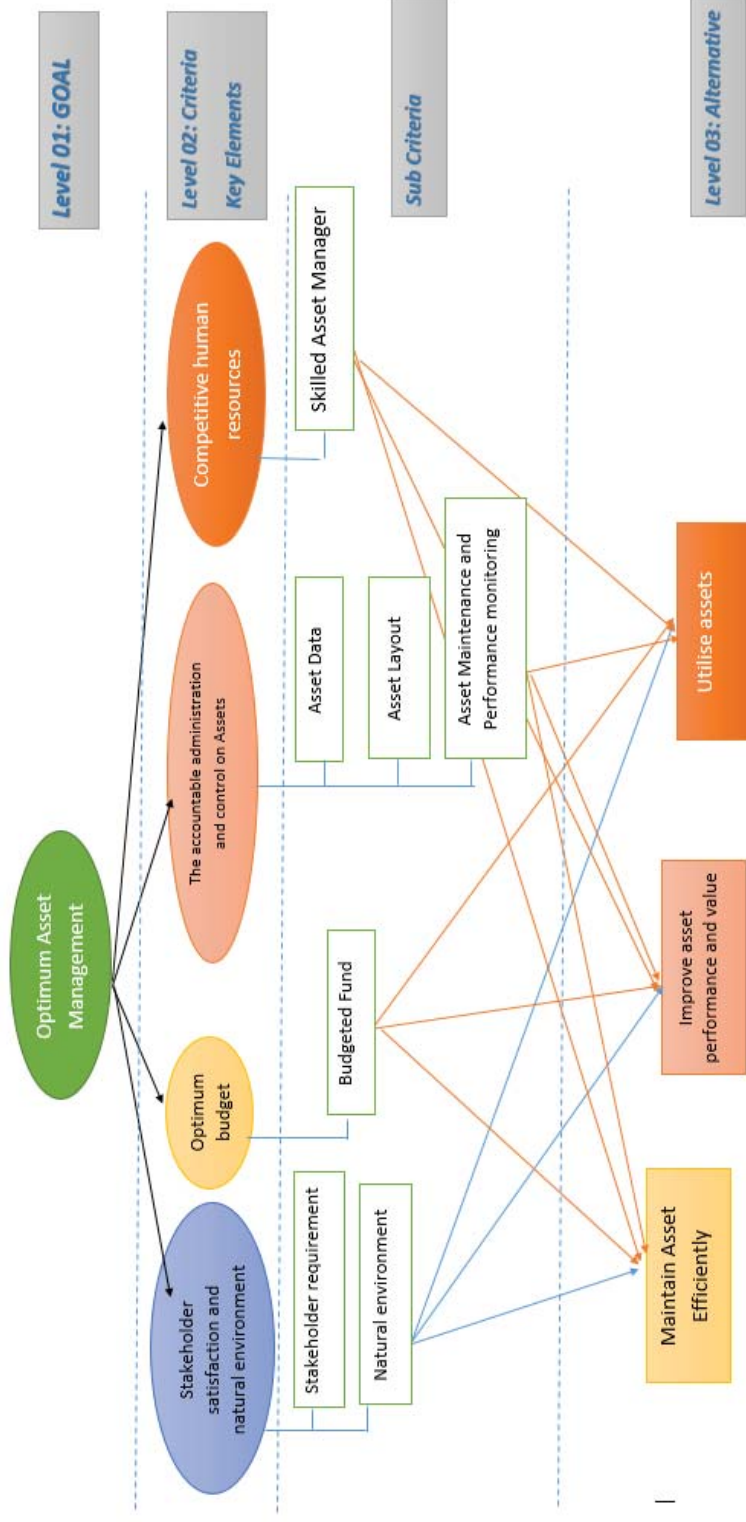 Level 01: GOAL
Optimum Asset
Management
Level 02: Criteria
Key Elements
Stakeholder
satisfaction and
natural environment
Optimum
budget
The accountable administration
and control on Assets
Competitive human
resources
Sub Criteria
Stakeholder requirement
Natural environment
Budgeted Fund
Asset Data
Asset Layout
Asset Maintenance and
Performance monitoring
Skilled Asset Manager
Level 03: Alternative
Maintain Asset
Efficiently
Improve asset
performance and value
Utilise assets